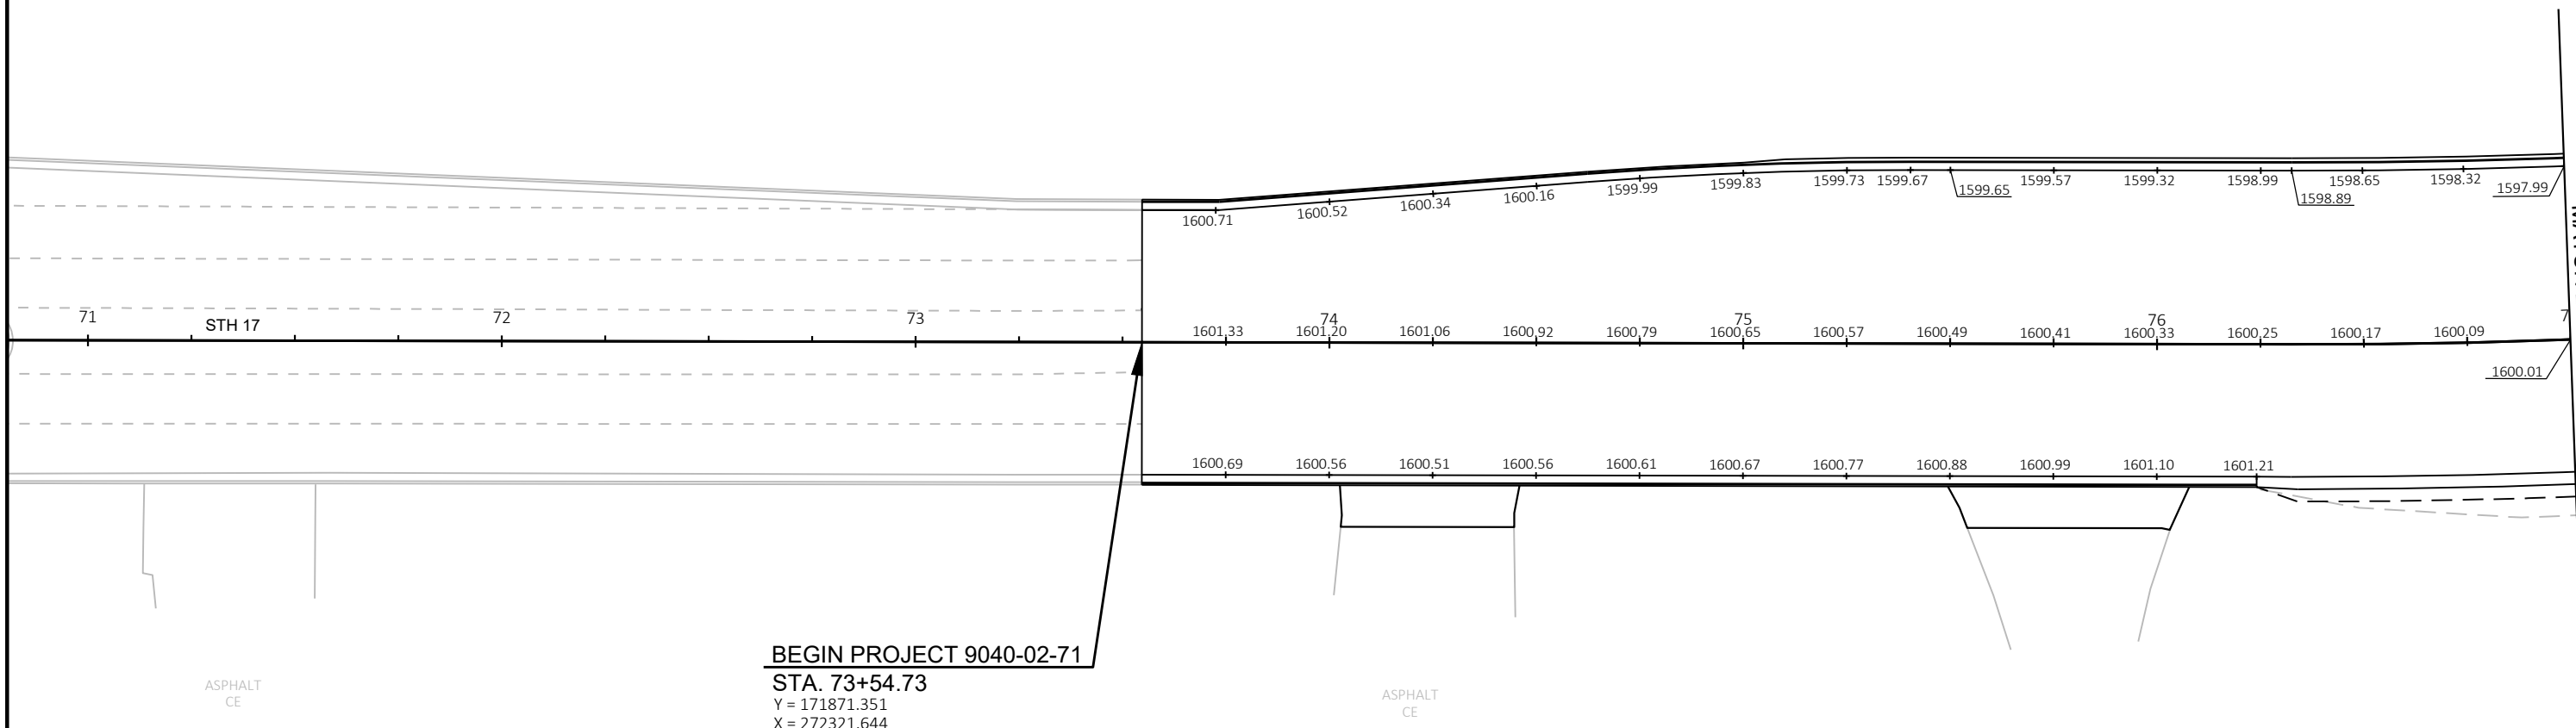 1599.99 1599.83 1599.73 1599.67 1599.65 1599.57 1599.32 1598.99 1598.89 1598.65 1598.32 1597.99
1600.71 1600.52 1600.34 1600.16
71 STH 17 72 73 74 75 76
1601.33 1601.20 1601.06 1600.92 1600.79 1600.65 1600.57 1600.49 1600.41 1600.33 1600.25 1600.17 1600.09
1600.01
1600.69 1600.56 1600.51 1600.56 1600.61 1600.67 1600.77 1600.88 1600.99 1601.10 1601.21
BEGIN PROJECT 9040-02-71
STA. 73+54.73
Y = 171871.351
X = 272321.644
ASPHALT
CE
ASPHALT
CE